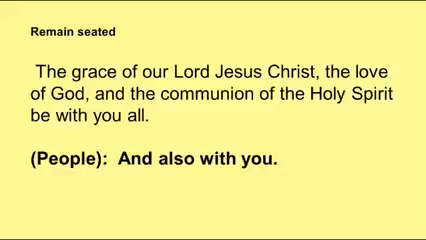 Remain seated
The grace of our Lord Jesus Christ, the love
of God, and the communion of the Holy Spirit
be with you all.
(People):  And also with you.